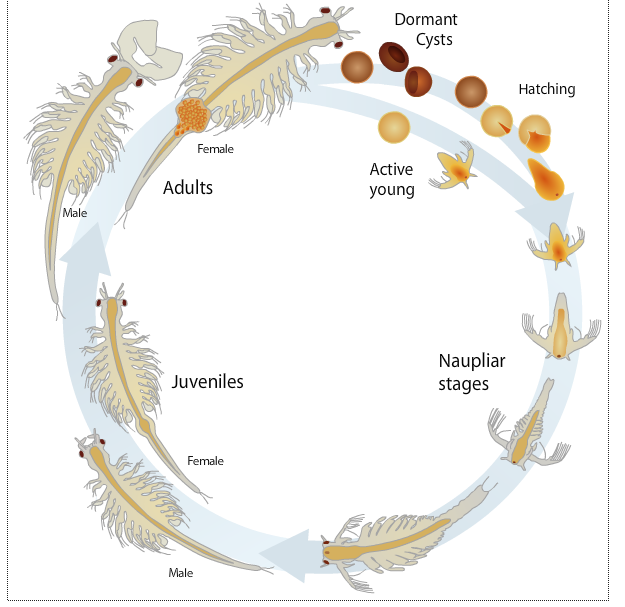 Dormant
Cysts
Hatching
Female
Active
young
Adults
Male
Naupliar
stages
Juveniles
Female
Male